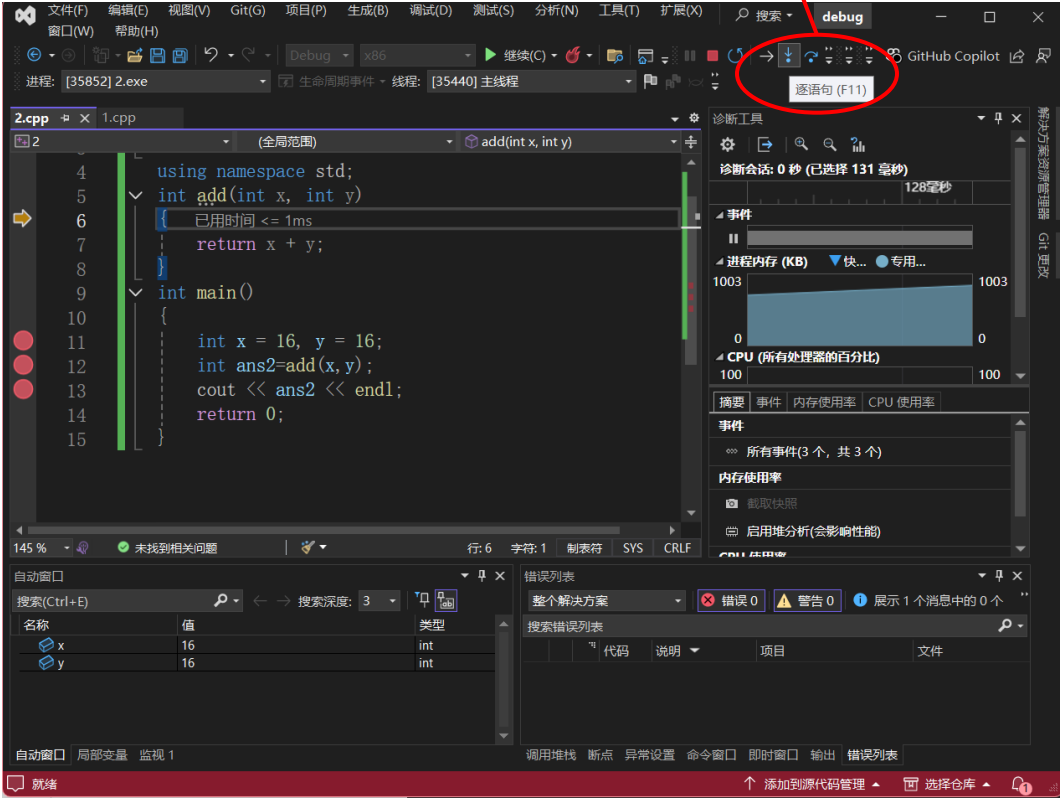 文件(F) 编辑(E) 视图(V) Git(G) 项目(P) 生成(B) 调试(D) 测试(S) 分析(N) 工具(T) 扩展(X) 搜索 debug
窗口(W) 帮助(H)
Debug x86 继续(C) GitHub Copilot
进程: [35852] 2.exe 生命周期事件 线程: [35440] 主线程
逐语句 (F11)
2.cpp 1.cpp
2 (全局范围) add(int x, int y)
4 using namespace std;
5 int add(int x, int y)
6 { 已用时间 <= 1ms
7 return x + y;
8 }
9 int main()
10 {
11 int x = 16, y = 16;
12 int ans2=add(x,y);
13 cout << ans2 << endl;
14 return 0;
15 }
145 % 未找到相关问题 行: 6 字符: 1 制表符 SYS CRLF
诊断工具
诊断会话: 0 秒 (已选择 131 毫秒)
128毫秒
事件
进程内存 (KB) 快... 专用...
1003 1003
0 0
CPU (所有处理器的百分比)
100 100
摘要 事件 内存使用率 CPU 使用率
事件
所有事件(3 个，共 3 个)
内存使用率
截取快照
启用堆分析(会影响性能)
CPU 使用率
解决方案资源管理器
Git 更改
自动窗口
搜索(Ctrl+E) 搜索深度: 3
名称 值 类型
x 16 int
y 16 int
自动窗口 局部变量 监视 1
错误列表
整个解决方案 错误 0 警告 0 展示 1 个消息中的 0 个
搜索错误列表
代码 说明 项目 文件
调用堆栈 断点 异常设置 命令窗口 即时窗口 输出 错误列表
就绪 添加到源代码管理 选择仓库 1